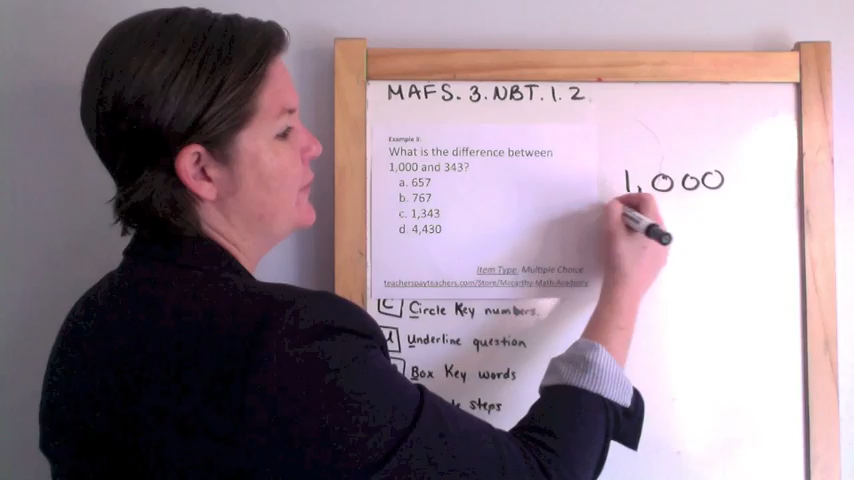 MAFS.3.NBT.1.2
Example 3:
What is the difference between
1,000 and 343?
a. 657
b. 767
c. 1,343
d. 4,430
Item Type: Multiple Choice
teacherspayteachers.com/Store/Mccarthy-Math-Academy
C Circle Key numbers.
U Underline question
Box Key words
steps
1,000